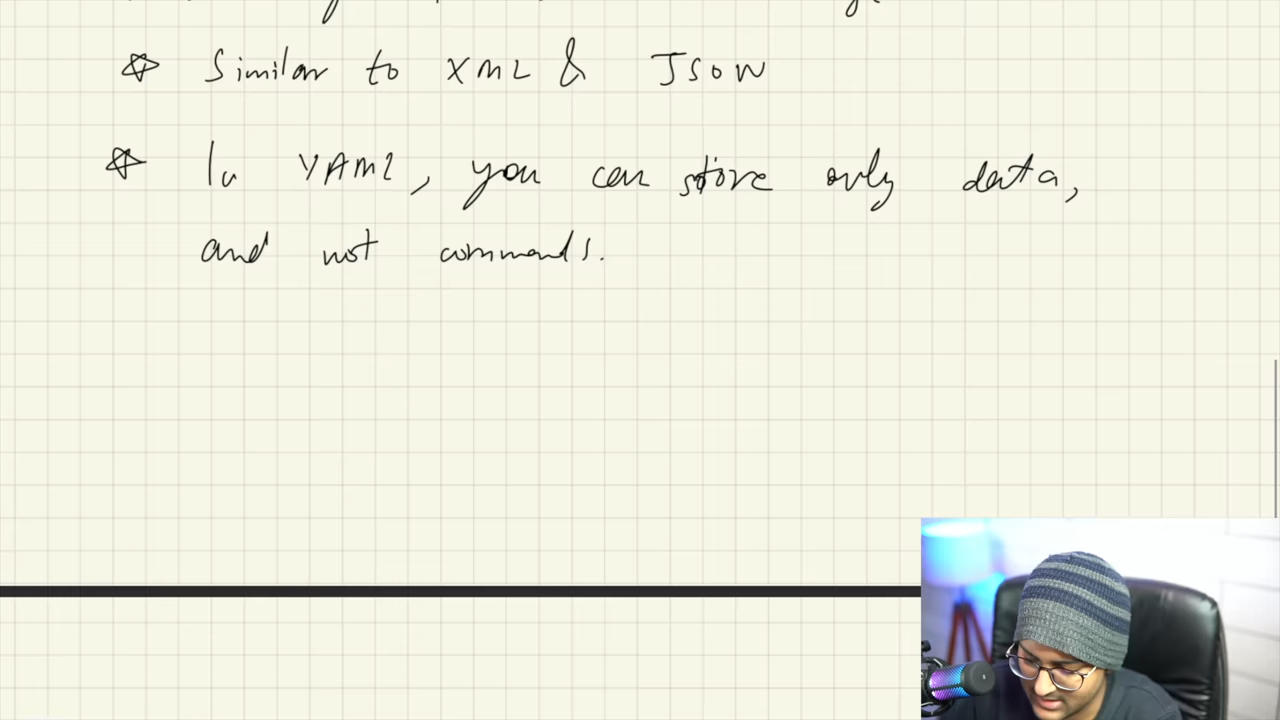 ☆ Similar to XML & JSON
☆ In YAML, you can store only data,
and not commands.